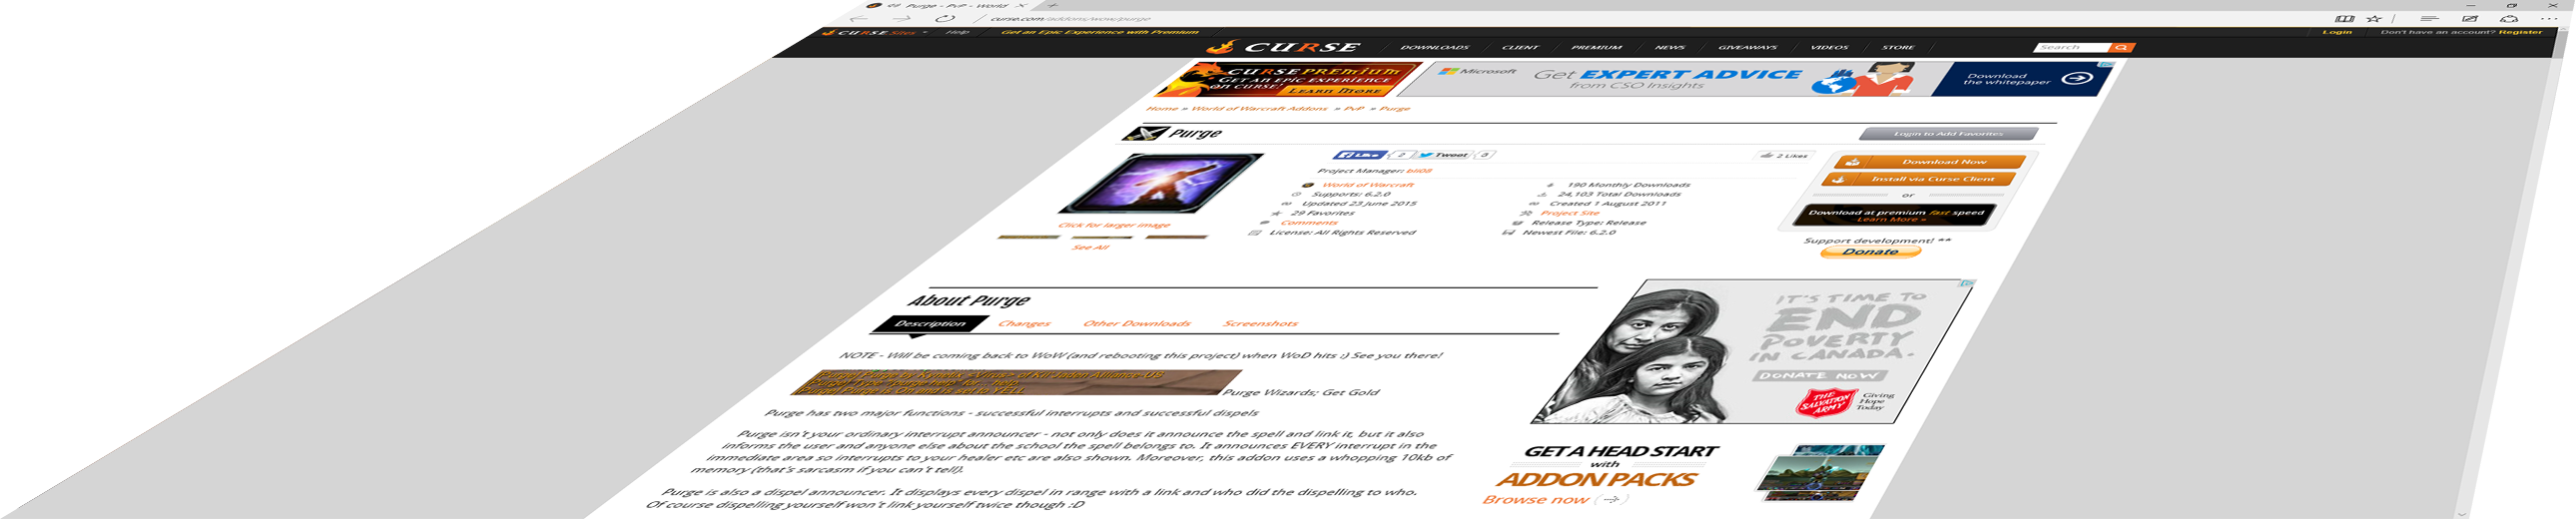 Purge - PvP - World
curse.com/addons/wow/purge
CURSE Sites Help Get an Epic Experience with Premium Login Don't have an account? Register
CURSE DOWNLOADS CLIENT PREMIUM NEWS GIVEAWAYS VIDEOS STORE Search
CURSE PREMIUM
GET AN EPIC EXPERIENCE
ON CURSE! LEARN MORE
Microsoft Get EXPERT ADVICE
from CSO Insights
Download
the whitepaper
Home » World of Warcraft Addons » PvP » Purge
Purge
Login to Add Favorites
Like 2 Tweet 0 2 Likes
Project Manager: bli08
World of Warcraft
Supports: 6.2.0
Updated 23 June 2015
29 Favorites
Comments
License: All Rights Reserved
190 Monthly Downloads
24,103 Total Downloads
Created 1 August 2011
Project Site
Release Type: Release
Newest File: 6.2.0
Click for larger image
See All
Download Now
Install via Curse Client
or
Download at premium fast speed
Learn More »
Support development! **
Donate
About Purge
Description Changes Other Downloads Screenshots
NOTE - Will be coming back to WoW (and rebooting this project) when WoD hits :) See you there!
[Purge] Type "/purge help" for - help
[Purge] Purge is On and is set to YELL
Purge Wizards; Get Gold
Purge has two major functions - successful interrupts and successful dispels
Purge isn't your ordinary interrupt announcer - not only does it announce the spell and link it, but it also
informs the user and anyone else about the school the spell belongs to. It announces EVERY interrupt in the
immediate area so interrupts to your healer etc are also shown. Moreover, this addon uses a whopping 10kb of
memory (that's sarcasm if you can't tell).
Purge is also a dispel announcer. It displays every dispel in range with a link and who did the dispelling to who.
Of course dispelling yourself won't link yourself twice though :D
IT'S TIME TO
END
POVERTY
IN CANADA.
DONATE NOW
THE SALVATION ARMY
Giving
Hope
Today
GET A HEAD START
with
ADDON PACKS
Browse now